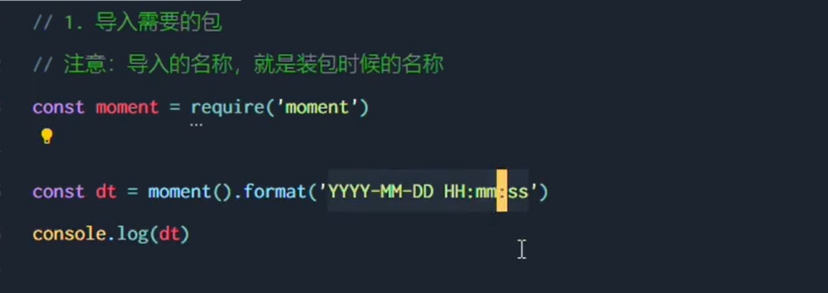 // 1. 导入需要的包
// 注意：导入的名称，就是装包时候的名称
const moment = require('moment')
const dt = moment().format('YYYY-MM-DD HH:mm:ss')
console.log(dt)